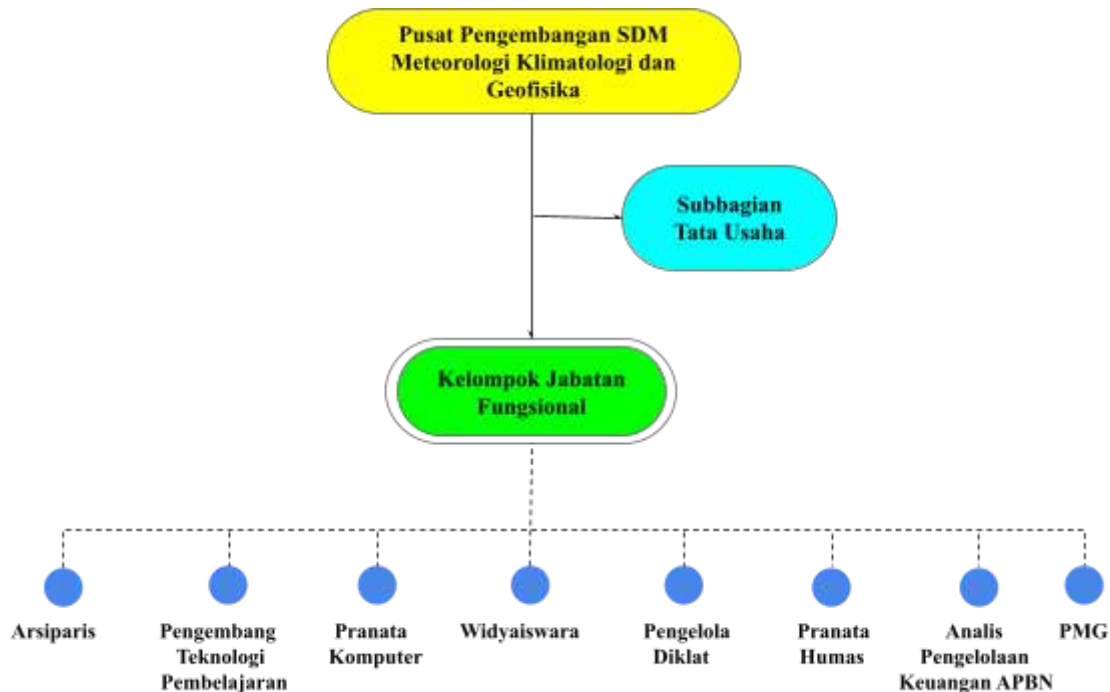 Pusat Pengembangan SDM
Meteorologi Klimatologi dan
Geofisika
Subbagian
Tata Usaha
Kelompok Jabatan
Fungsional
Arsiparis
Pengembang
Teknologi
Pembelajaran
Pranata
Komputer
Widyaiswara
Pengelola
Diklat
Pranata
Humas
Analis
Pengelolaan
Keuangan APBN
PMG